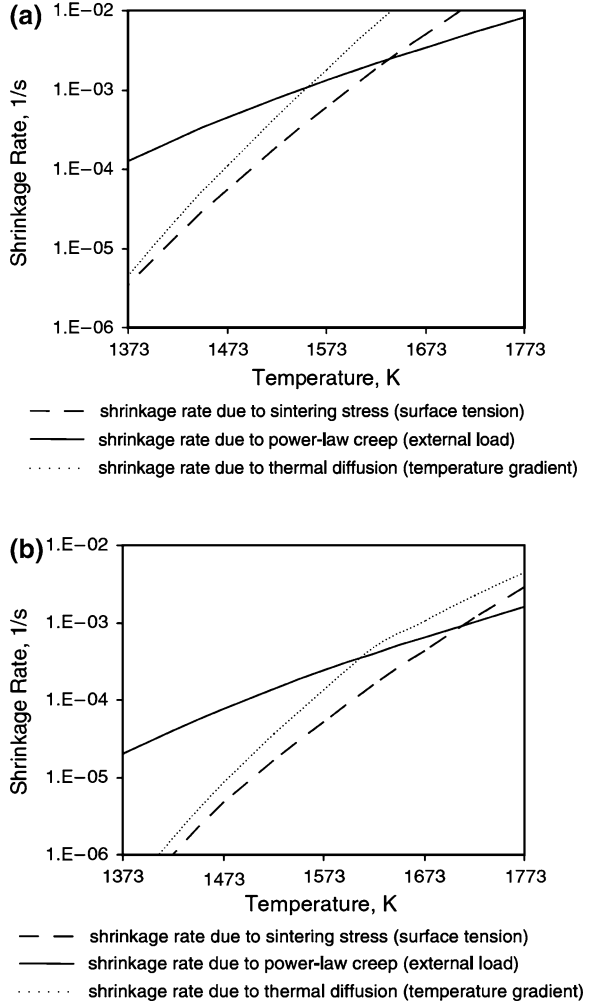 (a)
1.E−02
1.E−03
1.E−04
1.E−05
1.E−06
Shrinkage Rate, 1/s
1373 1473 1573 1673 1773
Temperature, K
shrinkage rate due to sintering stress (surface tension)
shrinkage rate due to power-law creep (external load)
shrinkage rate due to thermal diffusion (temperature gradient)
(b)
1.E−02
1.E−03
1.E−04
1.E−05
1.E−06
Shrinkage Rate, 1/s
1373 1473 1573 1673 1773
Temperature, K
shrinkage rate due to sintering stress (surface tension)
shrinkage rate due to power-law creep (external load)
shrinkage rate due to thermal diffusion (temperature gradient)